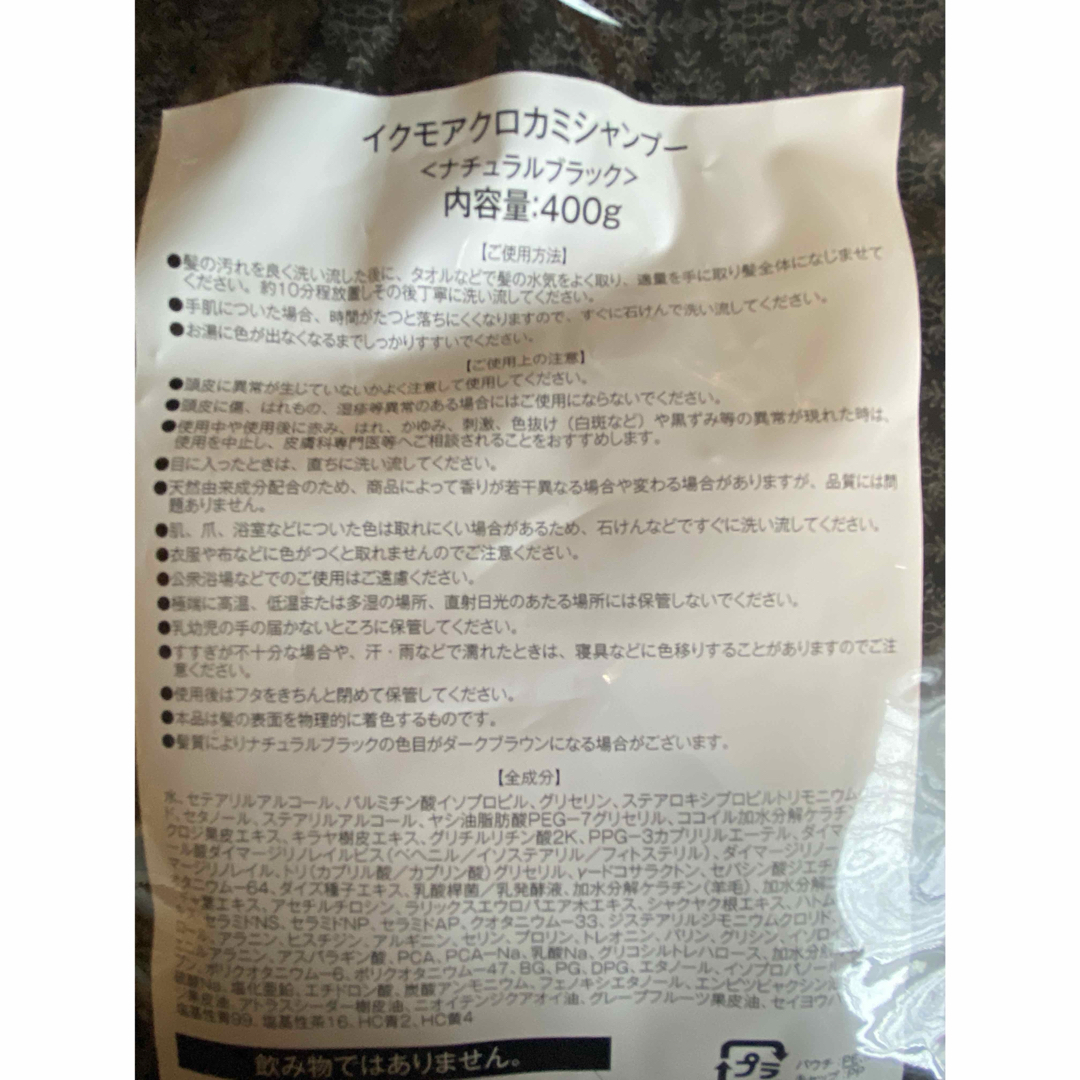 イクモアクロカミシャンプー
<ナチュラルブラック>
内容量:400g
【ご使用方法】
●髪の汚れを良く洗い流した後に、タオルなどで髪の水気をよく取り、適量を手に取り髪全体になじませて
ください。約10分程放置しその後丁寧に洗い流してください。
●手肌についた場合、時間がたつと落ちにくくなりますので、すぐに石けんで洗い流してください。
●お湯に色が出なくなるまでしっかりすすいでください。
【ご使用上の注意】
●頭皮に異常が生じていないかよく注意して使用してください。
●頭皮に傷、はれもの、湿疹等異常のある場合にはご使用にならないでください。
●使用中や使用後に赤み、はれ、かゆみ、刺激、色抜け（白斑など）や黒ずみ等の異常が現れた時は、
使用を中止し、皮膚科専門医等へご相談されることをおすすめします。
●目に入ったときは、直ちに洗い流してください。
●天然由来成分配合のため、商品によって香りが若干異なる場合や変わる場合がありますが、品質には問
題ありません。
●肌、爪、浴室などについた色は取れにくい場合があるため、石けんなどですぐに洗い流してください。
●衣服や布などに色がつくと取れませんのでご注意ください。
●公衆浴場などでのご使用はご遠慮ください。
●極端に高温、低温または多湿の場所、直射日光のあたる場所には保管しないでください。
●乳幼児の手の届かないところに保管してください。
●すすぎが不十分な場合や、汗・雨などで濡れたときは、寝具などに色移りすることがありますのでご注
意ください。
●使用後はフタをきちんと閉めて保管してください。
●本品は髪の表面を物理的に着色するものです。
●髪質によりナチュラルブラックの色目がダークブラウンになる場合がございます。
【全成分】
水、セテアリルアルコール、パルミチン酸イソプロピル、グリセリン、ステアロキシプロピルトリモニウム
ド、セタノール、ステアリルアルコール、ヤシ油脂肪酸PEG-7グリセリル、ココイル加水分解ケラチ
クロジ果皮エキス、キラヤ樹皮エキス、グリチルリチン酸2K、PPG-3カプリリルエーテル、ダイマ
ール酸ダイマージリノレイルビス（ベヘニル/イソステアリル/フィトステリル）、ダイマージリノー
マージリノレイル、トリ（カプリル酸/カプリン酸）グリセリル、γ-ドコサラクトン、セバシン酸ジエチ
オタニウム-64、ダイズ種子エキス、乳酸桿菌/乳発酵液、加水分解ケラチン（羊毛）、加水分解
ャ葉エキス、アセチルチロシン、ラリックスエウロパエア木エキス、シャクヤク根エキス、ハトム
セラミドNS、セラミドNP、セラミドAP、クオタニウム-33、ジステアリルジモニウムクロリド
ール、アラニン、ヒスチジン、アルギニン、セリン、プロリン、トレオニン、バリン、グリシン、イソロ
ニルアラニン、アスパラギン酸、PCA、PCA-Na、乳酸Na、グリコシルトレハロース、加水分
ン、ポリクオタニウム-6、ポリクオタニウム-47、BG、PG、DPG、エタノール、イソプロパノー
硫酸Na、塩化亜鉛、エチドロン酸、炭酸アンモニウム、フェノキシエタノール、エンピツビャクシン
ジ果皮油、アトラスシーダー樹皮油、ニオイテンジクアオイ油、グレープフルーツ果皮油、セイヨウハ
塩基性青99、塩基性茶16、HC青2、HC黄4
飲み物ではありません。
プラ
パウチ:PE,
キャップ:PP